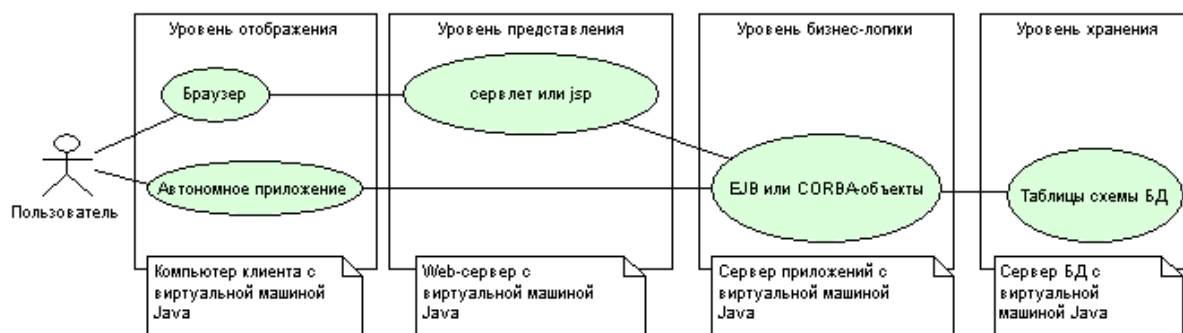 Уровень отображения
Уровень представления
Уровень бизнес-логики
Уровень хранения
Браузер
сервлет или jsp
Автономное приложение
EJB или CORBA-объекты
Таблицы схемы БД
Пользователь
Компьютер клиента с
виртуальной машиной
Java
Web-сервер с
виртуальной машиной
Java
Сервер приложений с
виртуальной машиной
Java
Сервер БД с
виртуальной
машиной Java